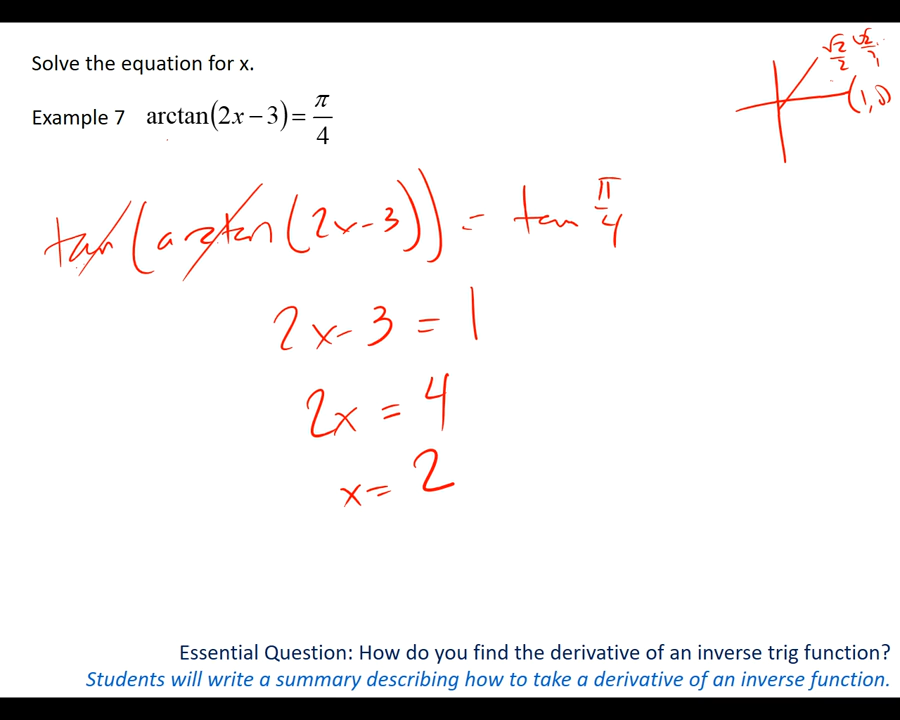 Solve the equation for x.
Example 7 arctan(2x − 3) = π/4
√2/2 √2/2
(1, 0)
tan(arctan(2x-3)) = tan π/4
2x - 3 = 1
2x = 4
x = 2
Essential Question: How do you find the derivative of an inverse trig function?
Students will write a summary describing how to take a derivative of an inverse function.